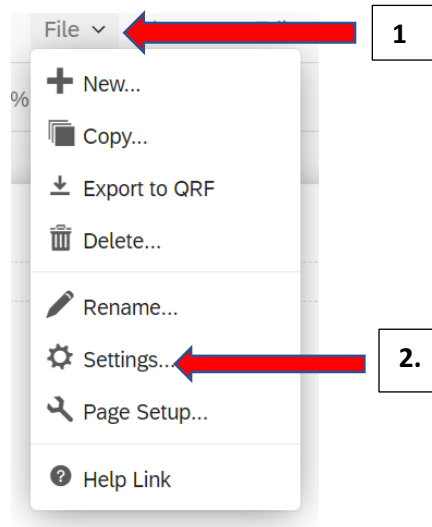 File
1
New...
%
Copy...
Export to QRF
Delete...
Rename...
Settings...
2.
Page Setup...
Help Link